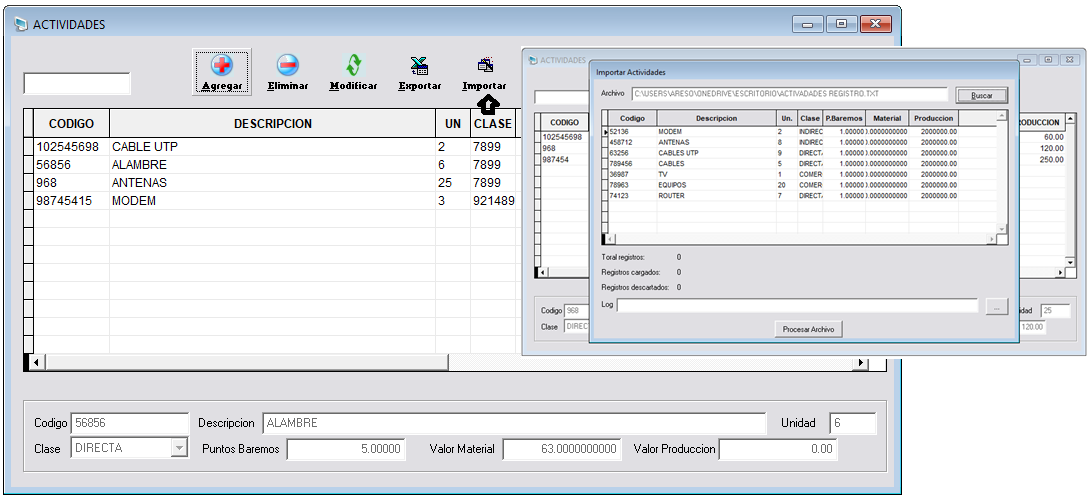 ACTIVIDADES
Agregar Eliminar Modificar Exportar Importar
CODIGO DESCRIPCION UN CLASE
102545698 CABLE UTP 2 7899
56856 ALAMBRE 6 7899
968 ANTENAS 25 7899
98745415 MODEM 3 921489
Codigo 56856 Descripcion ALAMBRE Unidad 6
Clase DIRECTA Puntos Baremos 5.00000 Valor Material 63.0000000000 Valor Produccion 0.00
ACTIVIDADES
CODIGO
102545698
968
987454
RODUCCION
60.00
120.00
250.00
Codigo 968
Clase DIREC
idad 25
120.00
Importar Actividades
Archivo C:\USERS\ARESO\ONEDRIVE\ESCRITORIO\ACTIVADADES REGISTRO.TXT Buscar
Codigo Descripcion Un. Clase P.Baremos Material Produccion
52136 MODEM 2 INDIREC 1.00000 0.0000000000 2000000.00
458712 ANTENAS 8 INDIREC 1.00000 0.0000000000 2000000.00
63256 CABLES UTP 9 DIRECT 1.00000 0.0000000000 2000000.00
789456 CABLES 5 DIRECT 1.00000 0.0000000000 2000000.00
36987 TV 1 COMER 1.00000 0.0000000000 2000000.00
78963 EQUIPOS 20 COMER 1.00000 0.0000000000 2000000.00
74123 ROUTER 7 DIRECT 1.00000 0.0000000000 2000000.00
Toral registros: 0
Registros cargados: 0
Registros descartados: 0
Log ...
Procesar Archivo